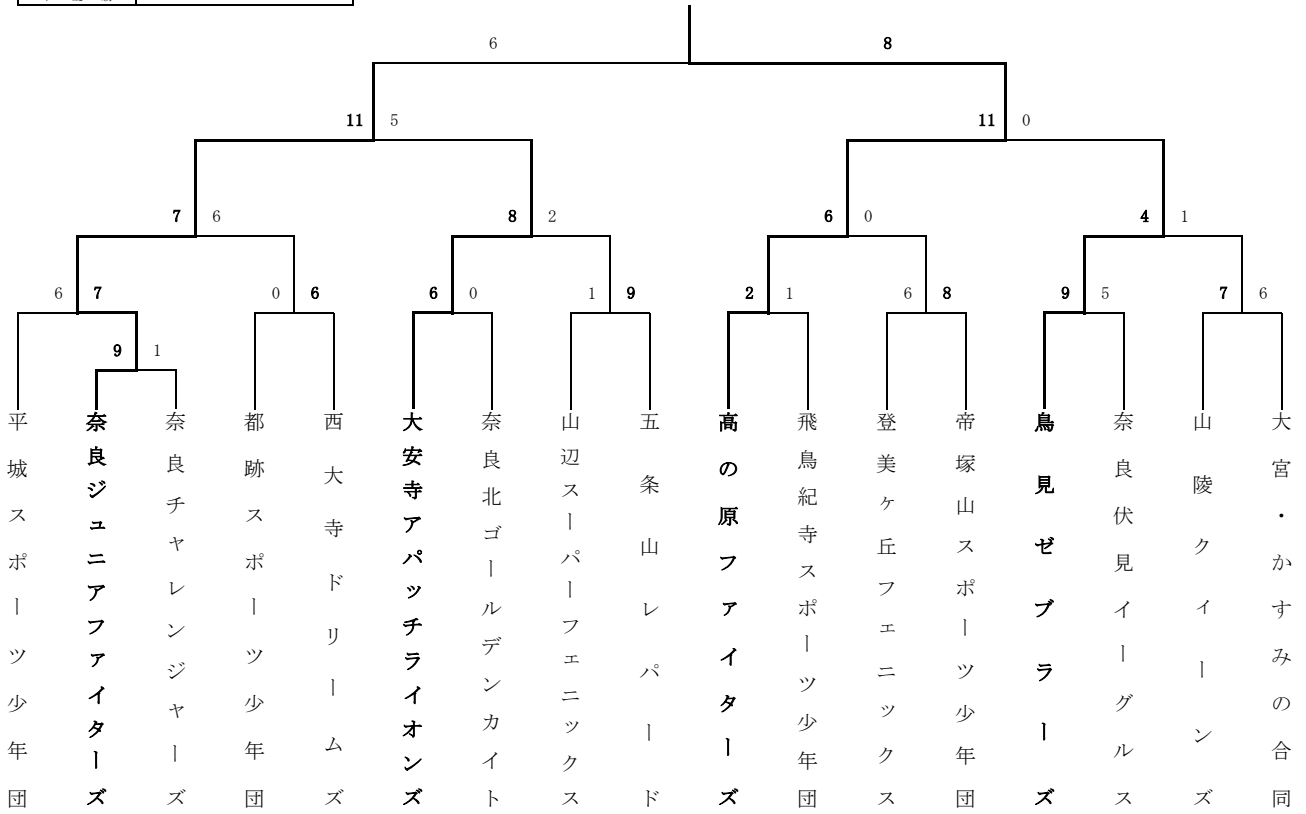 6 8
11 5 11 0
7 6 8 2 6 0 4 1
6 7 0 6 6 0 1 9 2 1 6 8 9 5 7 6
9 1
平城スポーツ少年団
奈良ジュニアファイターズ
奈良チャレンジャーズ
都跡スポーツ少年団
西大寺ドリームズ
大安寺アパッチライオンズ
奈良北ゴールデンカイト
山辺スーパーフェニックス
五条山レパード
高の原ファイターズ
飛鳥紀寺スポーツ少年団
登美ヶ丘フェニックス
帝塚山スポーツ少年団
鳥見ゼブラーズ
奈良伏見イーグルス
山陵クィーンズ
大宮・かすみの合同